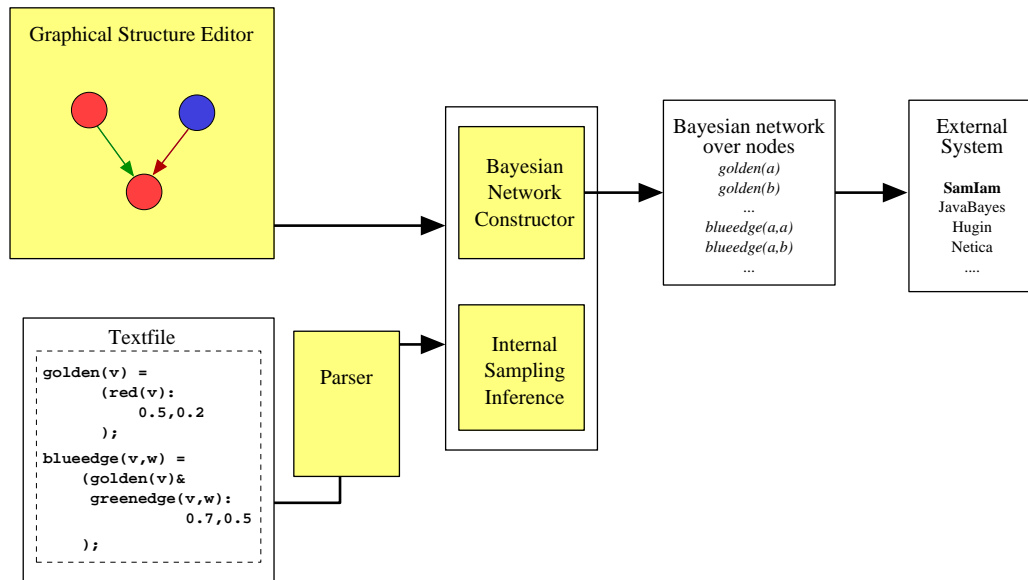 Graphical Structure Editor
Textfile
golden(v) =
(red(v):
0.5,0.2
);
blueedge(v,w) =
(golden(v)&
greenedge(v,w):
0.7,0.5
);
Parser
Bayesian
Network
Constructor
Internal
Sampling
Inference
Bayesian network
over nodes
golden(a)
golden(b)
...
blueedge(a,a)
blueedge(a,b)
...
External
System
SamIam
JavaBayes
Hugin
Netica
....